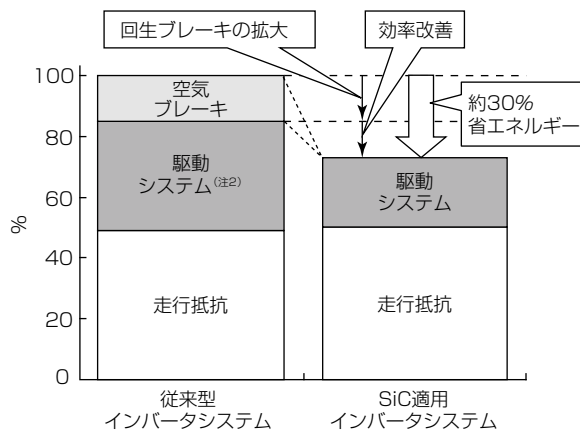 回生ブレーキの拡大
効率改善
100
80
60
40
20
0
%
空気
ブレーキ
駆動
システム(注2)
走行抵抗
約30%
省エネルギー
駆動
システム
走行抵抗
従来型
インバータシステム
SiC適用
インバータシステム